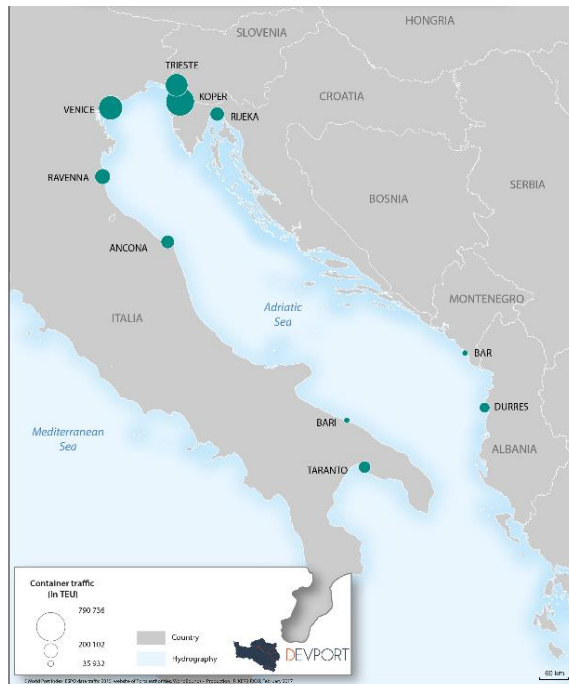 HONGRIA
SLOVENIA
TRIESTE
KOPER
CROATIA
VENICE
RIJEKA
SERBIA
RAVENNA
BOSNIA
ANCONA
MONTENEGRO
Adriatic
Sea
ITALIA
BAR
DURRES
BARI
Mediterranean
Sea
ALBANIA
TARANTO
Container traffic
(in TEU)
790 736
200 102
35 932
Country
Hydrography
DEVPORT
60 km